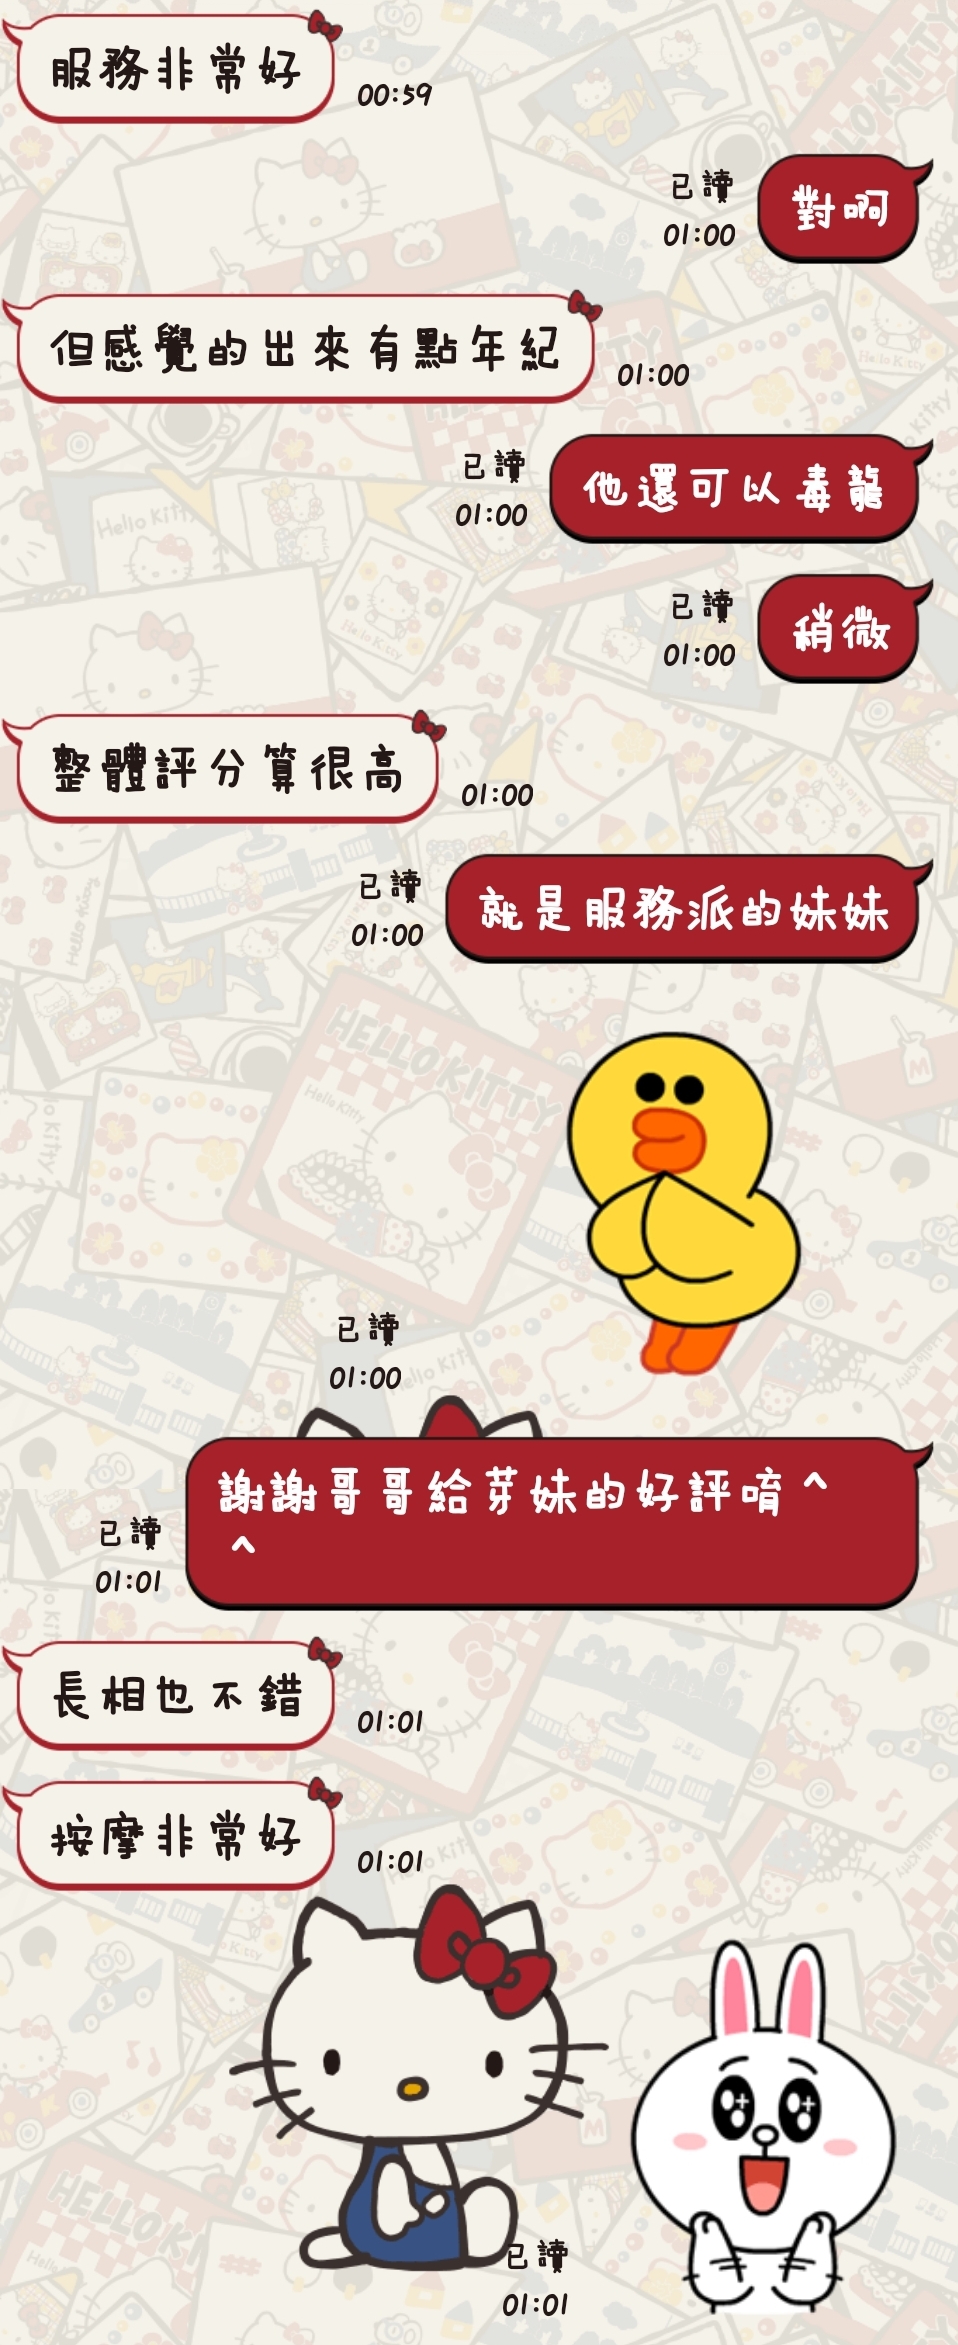 服務非常好
00:59
對啊
已讀
01:00
但感覺的出來有點年紀
01:00
他還可以毒龍
已讀
01:00
稍微
已讀
01:00
整體評分算很高
01:00
就是服務派的妹妹
已讀
01:00
已讀
01:00
謝謝哥哥給芽妹的好評唷^
^
已讀
01:01
長相也不錯
01:01
按摩非常好
01:01
已讀
01:01